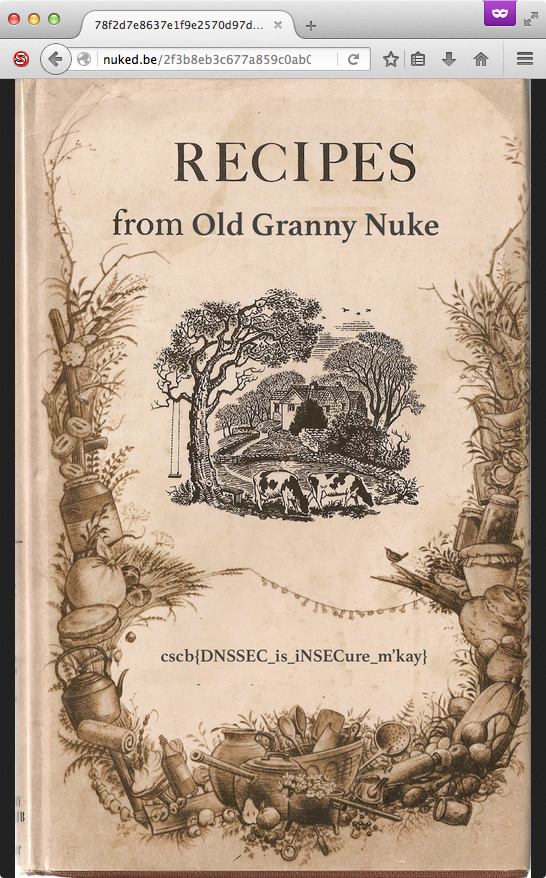 78f2d7e8637e1f9e2570d97d...
nuked.be/2f3b8eb3c677a859c0ab0
RECIPES
from Old Granny Nuke
cscb{DNSSEC_is_iNSECure_m'kay}